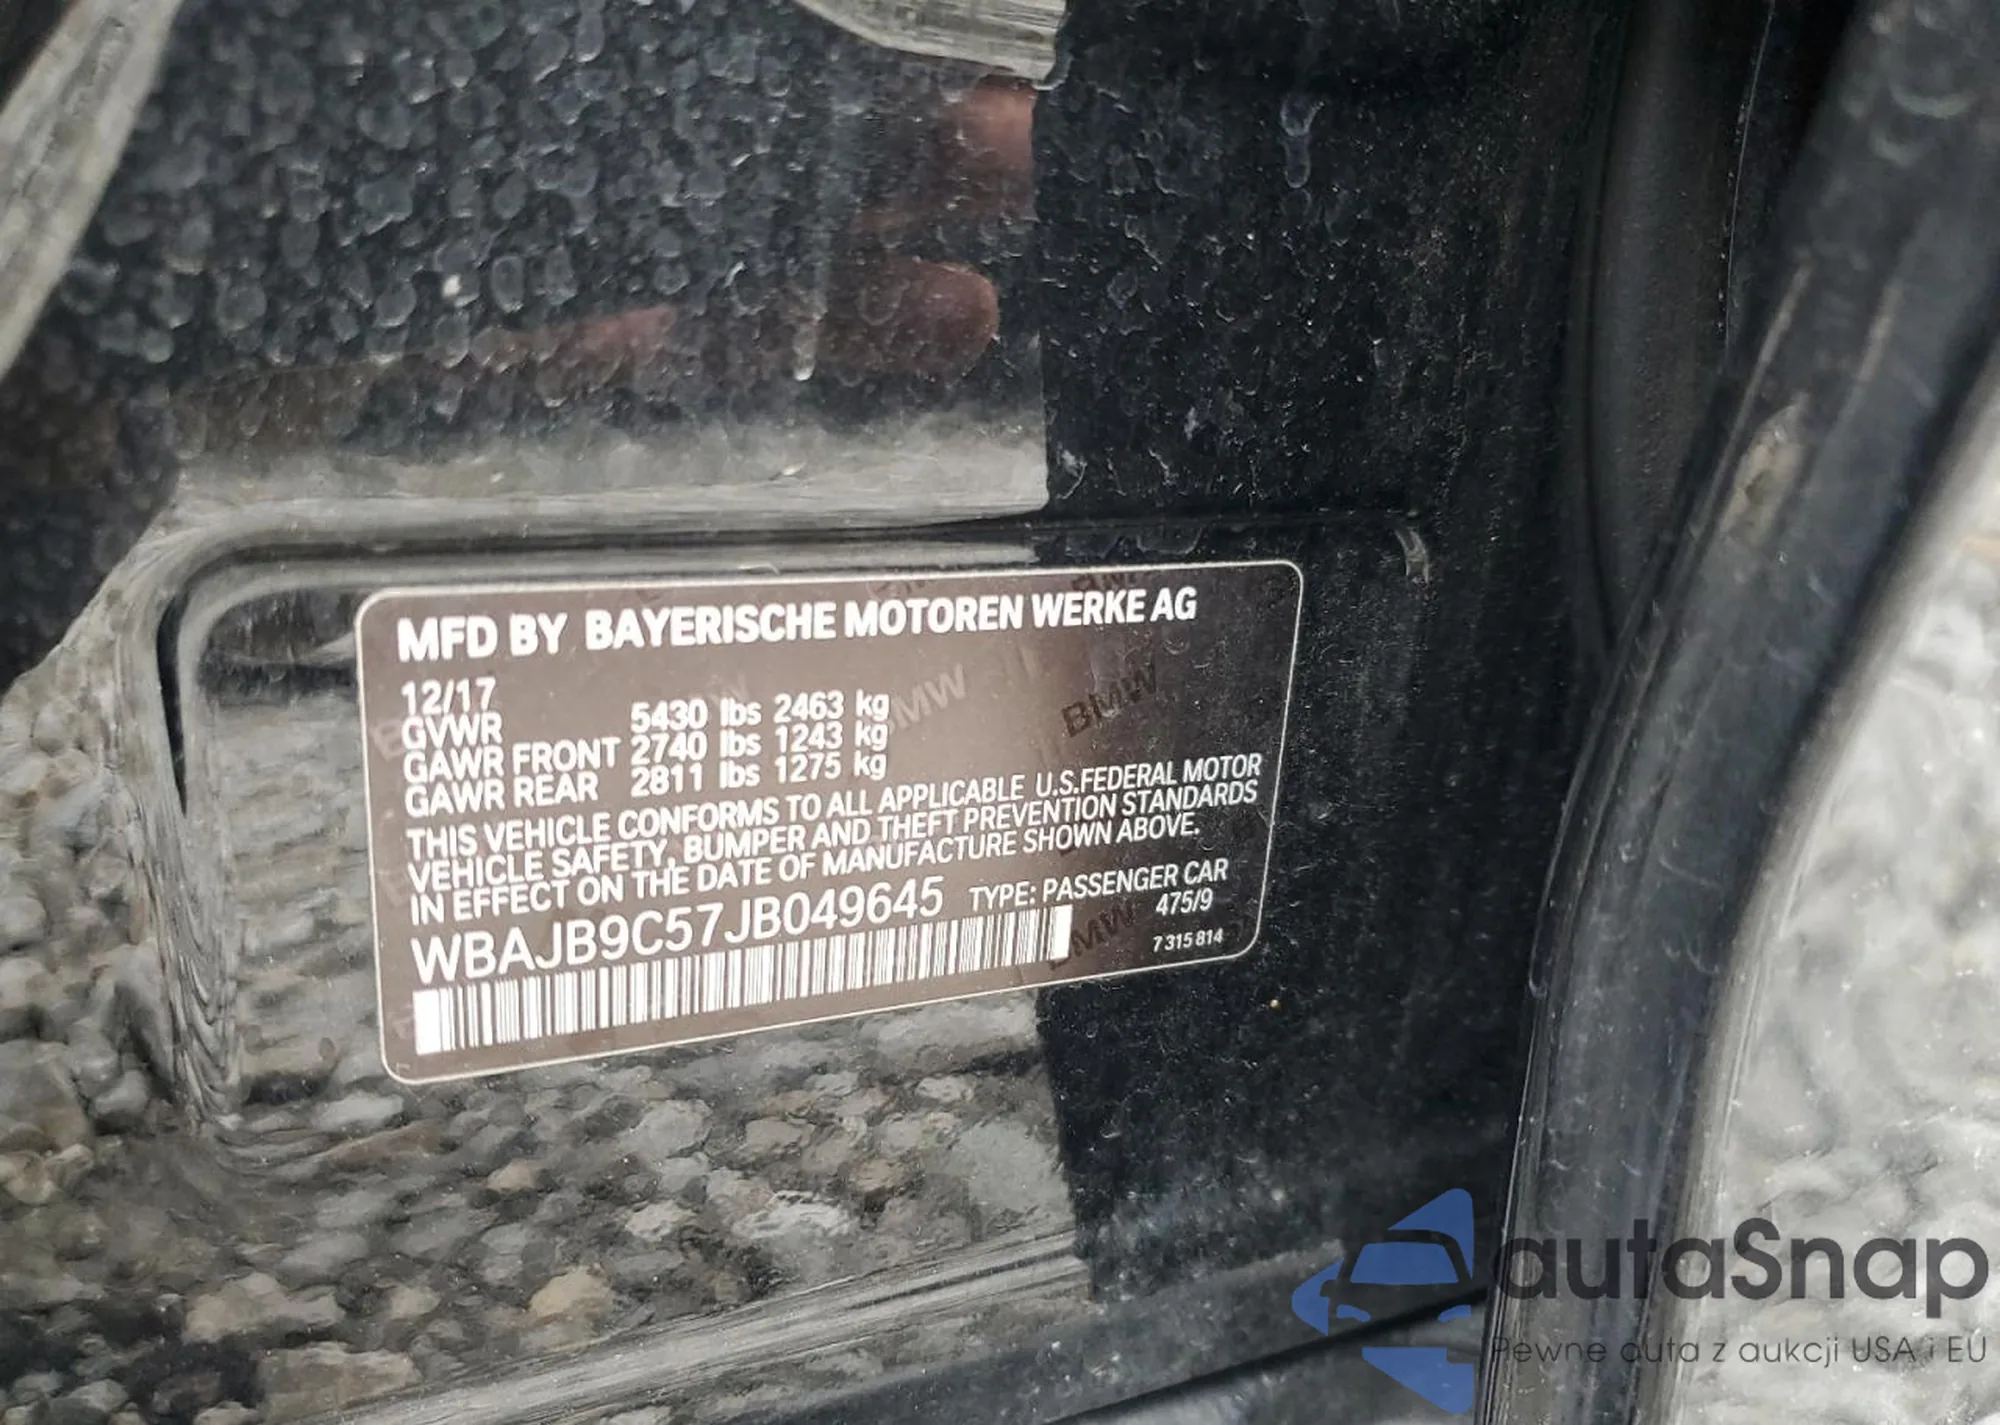 MFD BY BAYERISCHE MOTOREN WERKE AG
12/17
GVWR 5430 lbs 2463 kg
GAWR FRONT 2740 lbs 1243 kg
GAWR REAR 2811 lbs 1275 kg
THIS VEHICLE CONFORMS TO ALL APPLICABLE U.S.FEDERAL MOTOR
VEHICLE SAFETY, BUMPER AND THEFT PREVENTION STANDARDS
IN EFFECT ON THE DATE OF MANUFACTURE SHOWN ABOVE.
WBAJB9C57JB049645 TYPE: PASSENGER CAR
475/9
7 315 814
BMW
BMW
BMW
autaSnap
Pewne auta z aukcji USA i EU